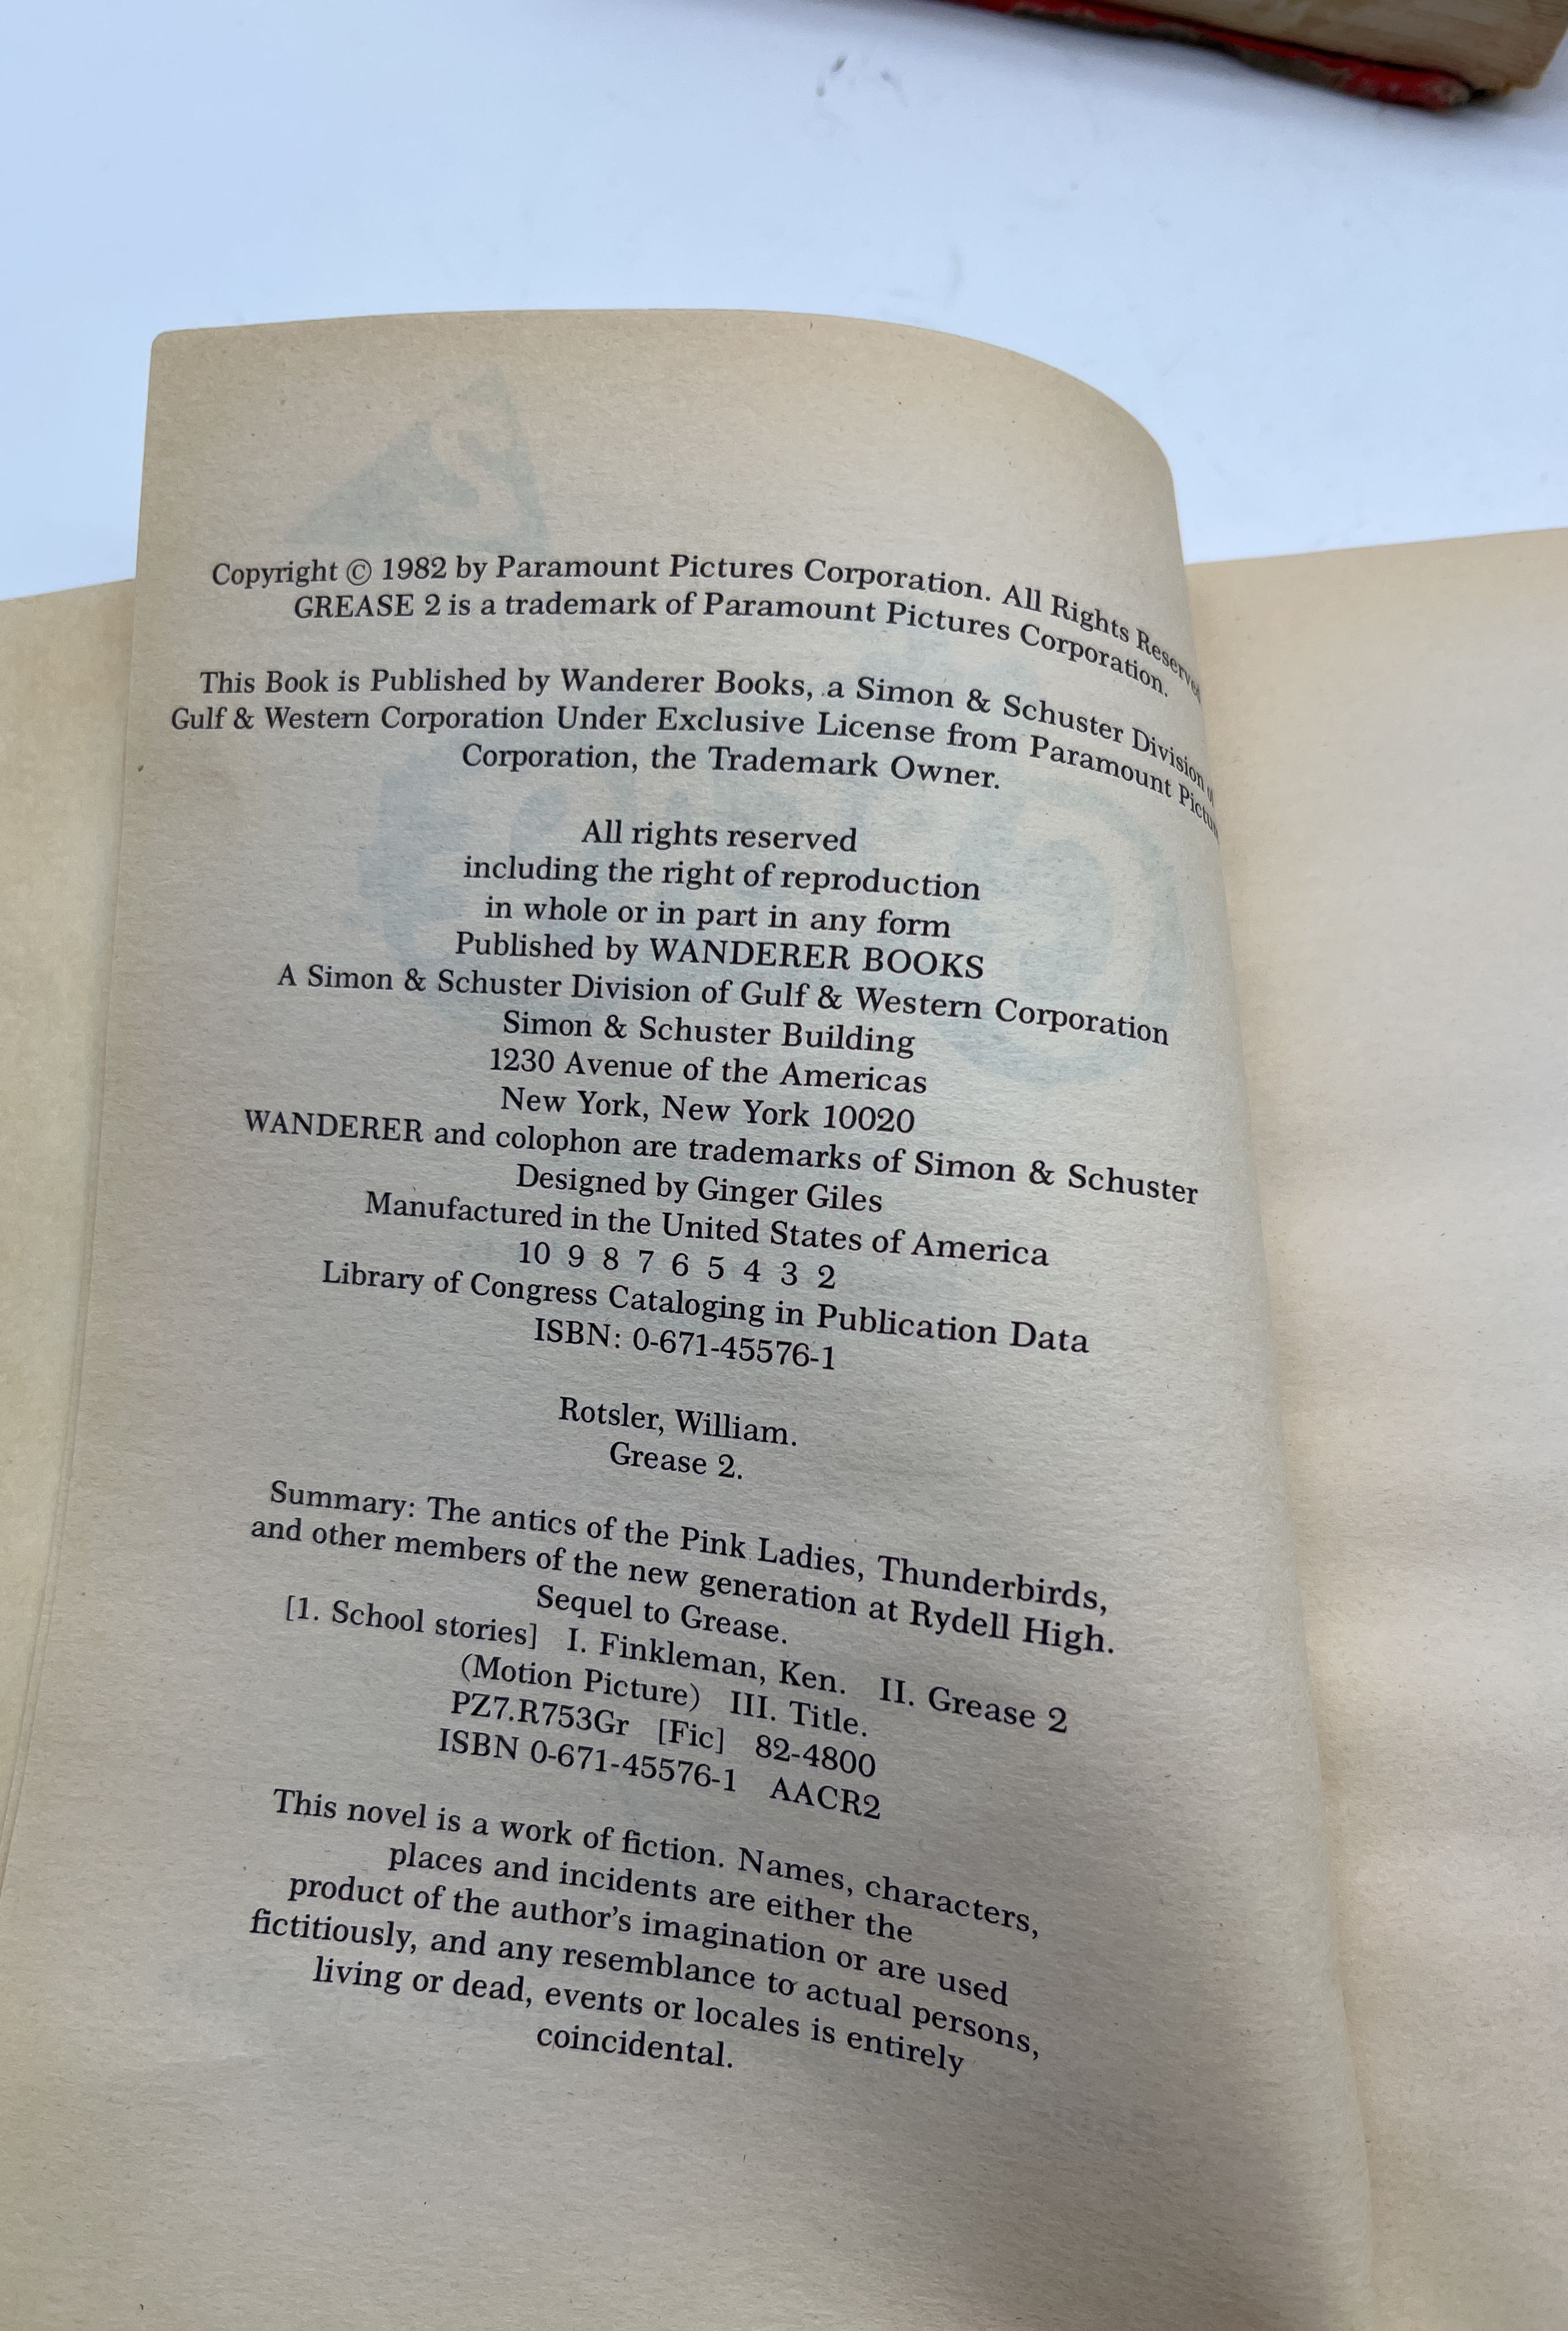 Copyright © 1982 by Paramount Pictures Corporation. All Rights
GREASE 2 is a trademark of Paramount Pictures Corporation.
This Book is Published by Wanderer Books, a Simon & Schuster Division
Gulf & Western Corporation Under Exclusive License from Paramount
Corporation, the Trademark Owner.
All rights reserved
including the right of reproduction
in whole or in part in any form
Published by WANDERER BOOKS
A Simon & Schuster Division of Gulf & Western Corporation
Simon & Schuster Building
1230 Avenue of the Americas
New York, New York 10020
WANDERER and colophon are trademarks of Simon & Schuster
Designed by Ginger Giles
Manufactured in the United States of America
10 9 8 7 6 5 4 3 2
Library of Congress Cataloging in Publication Data
ISBN: 0-671-45576-1
Rotsler, William.
Grease 2.
Summary: The antics of the Pink Ladies, Thunderbirds,
and other members of the new generation at Rydell High.
Sequel to Grease.
[1. School stories] I. Finkleman, Ken. II. Grease 2
(Motion Picture) III. Title.
PZ7.R753Gr [Fic] 82-4800
ISBN 0-671-45576-1 AACR2
This novel is a work of fiction. Names, characters,
places and incidents are either the
product of the author's imagination or are used
fictitiously, and any resemblance to actual persons,
living or dead, events or locales is entirely
coincidental.